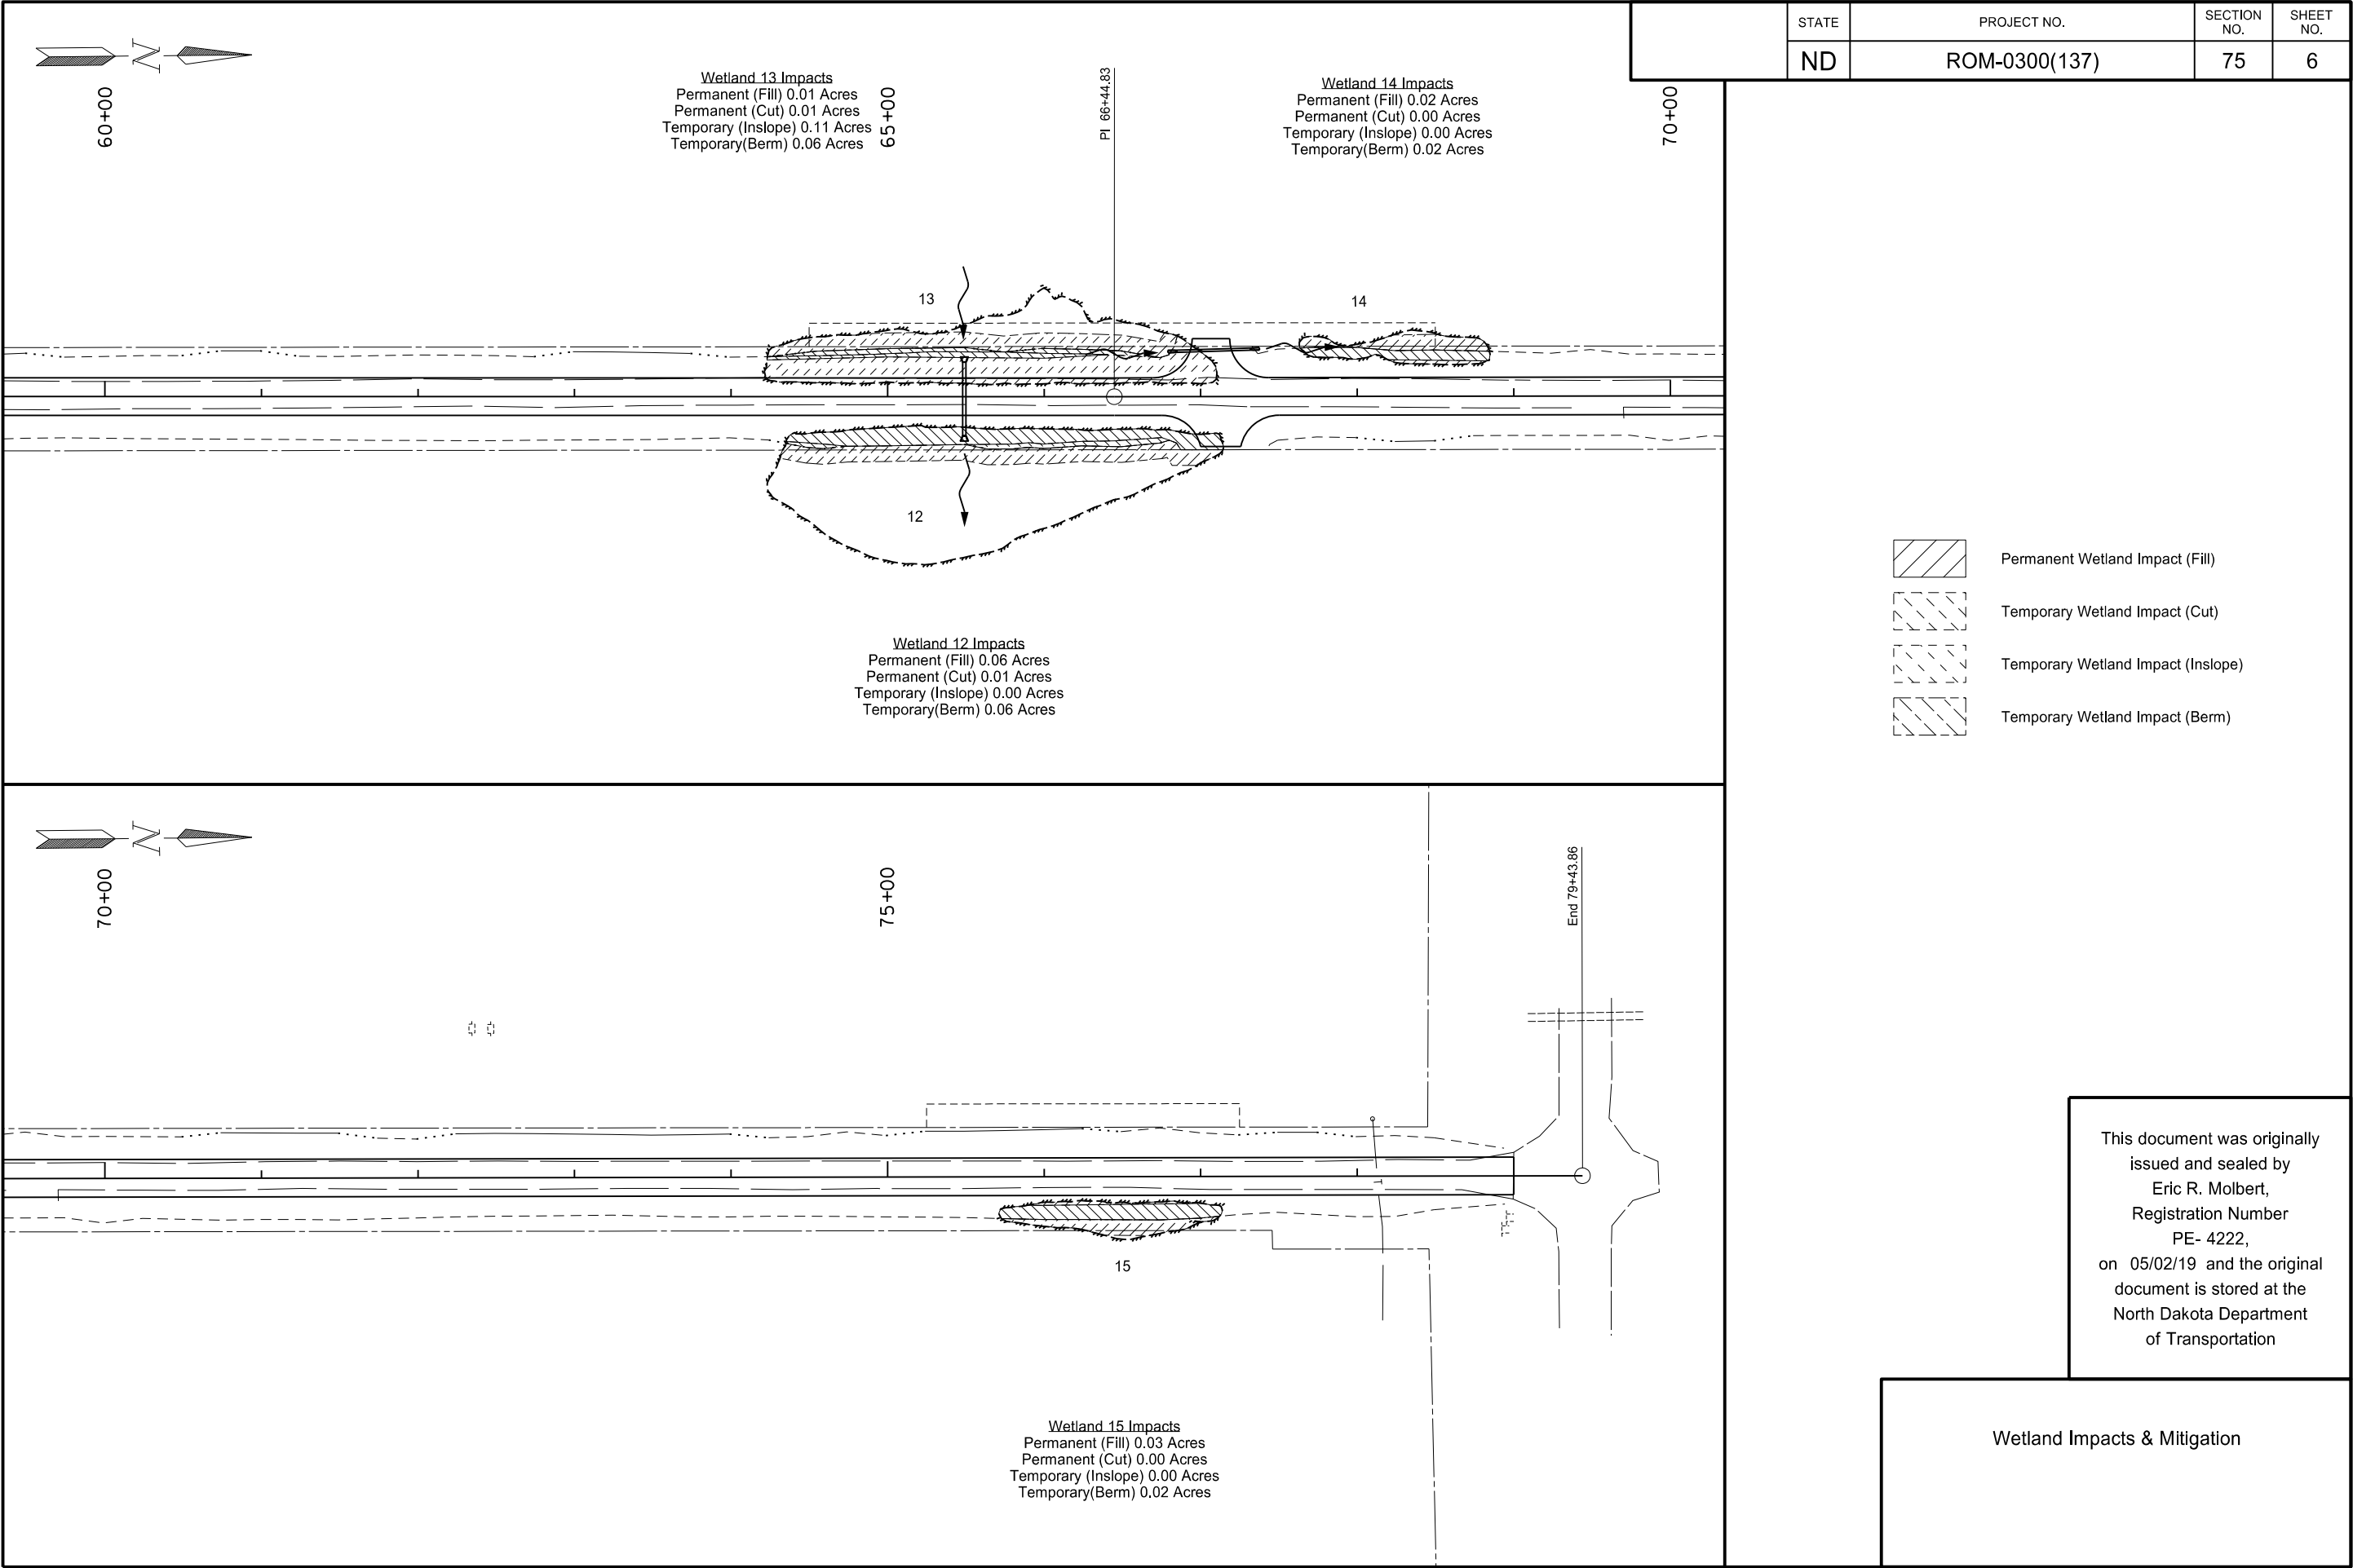 STATE
PROJECT NO.
SECTION NO.
SHEET NO.
ND
ROM-0300(137)
75
6
N
60+00
65+00
70+00
PI 66+44.83
Wetland 13 Impacts
Permanent (Fill) 0.01 Acres
Permanent (Cut) 0.01 Acres
Temporary (Inslope) 0.11 Acres
Temporary(Berm) 0.06 Acres
Wetland 14 Impacts
Permanent (Fill) 0.02 Acres
Permanent (Cut) 0.00 Acres
Temporary (Inslope) 0.00 Acres
Temporary(Berm) 0.02 Acres
13
14
12
Wetland 12 Impacts
Permanent (Fill) 0.06 Acres
Permanent (Cut) 0.01 Acres
Temporary (Inslope) 0.00 Acres
Temporary(Berm) 0.06 Acres
Permanent Wetland Impact (Fill)
Temporary Wetland Impact (Cut)
Temporary Wetland Impact (Inslope)
Temporary Wetland Impact (Berm)
N
70+00
75+00
End 79+43.86
15
Wetland 15 Impacts
Permanent (Fill) 0.03 Acres
Permanent (Cut) 0.00 Acres
Temporary (Inslope) 0.00 Acres
Temporary(Berm) 0.02 Acres
This document was originally
issued and sealed by
Eric R. Molbert,
Registration Number
PE- 4222,
on 05/02/19 and the original
document is stored at the
North Dakota Department
of Transportation
Wetland Impacts & Mitigation